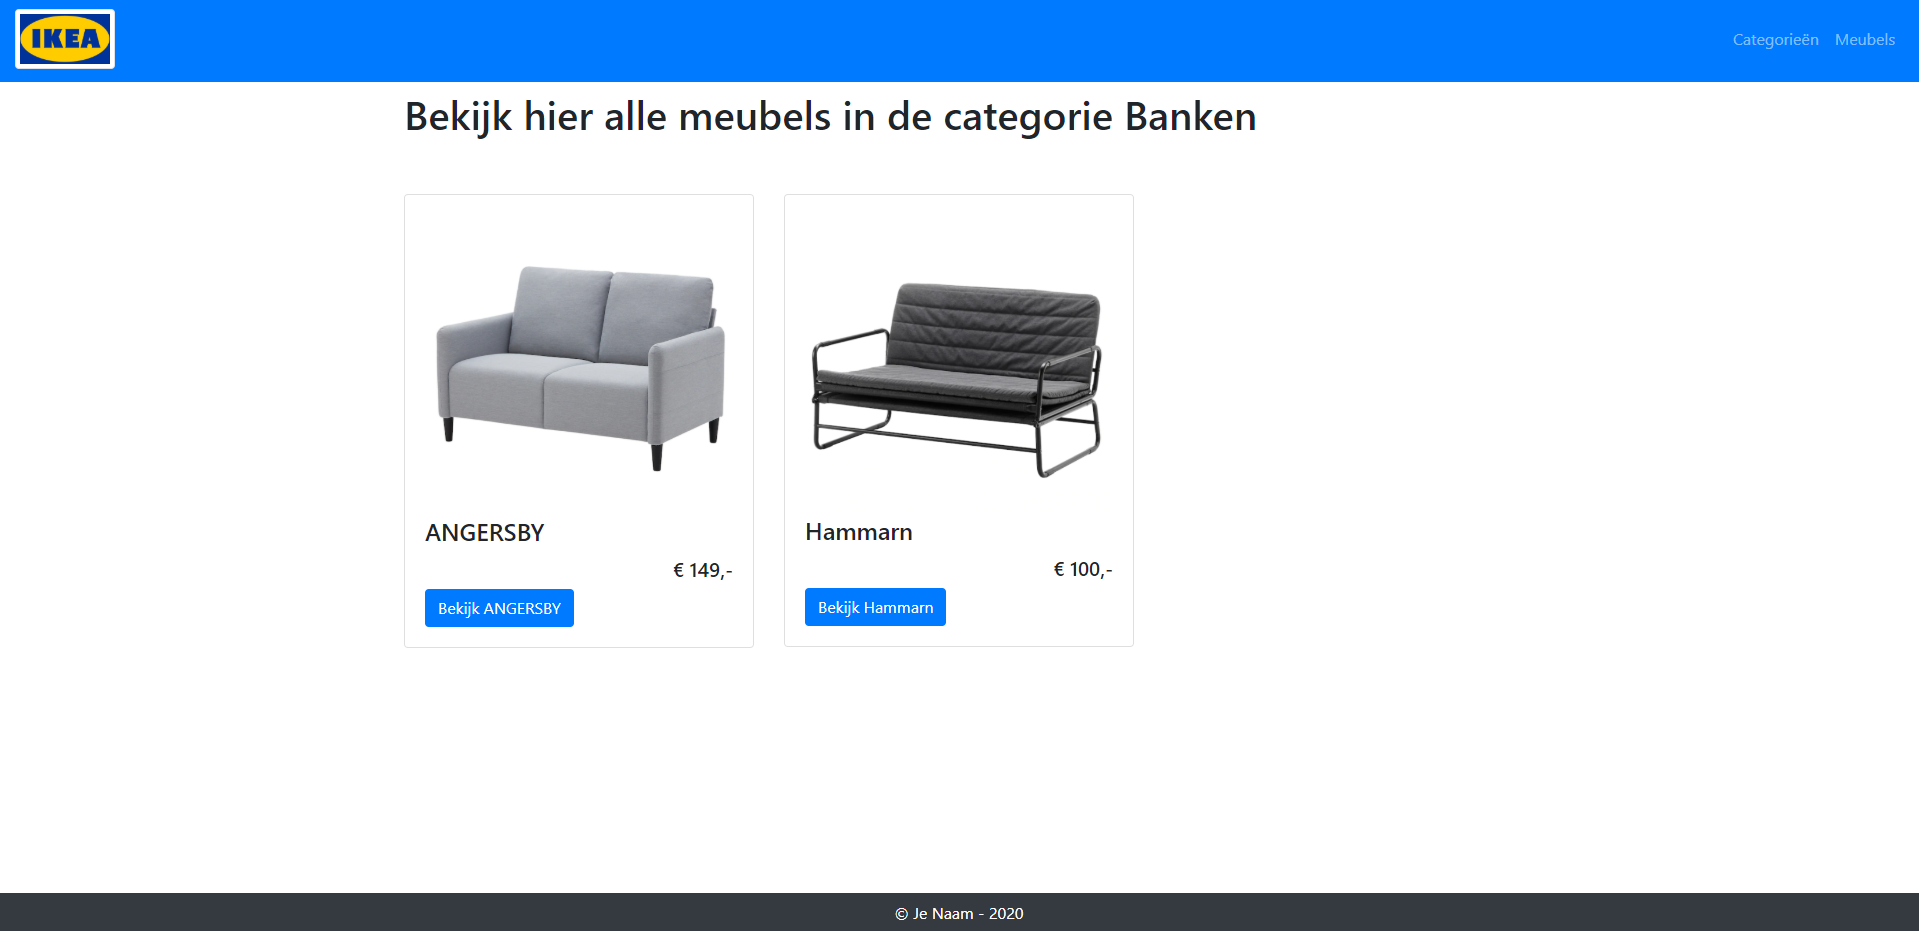 IKEA
Categorieën Meubels
Bekijk hier alle meubels in de categorie Banken
ANGERSBY
€ 149,-
Bekijk ANGERSBY
Hammarn
€ 100,-
Bekijk Hammarn
© Je Naam - 2020